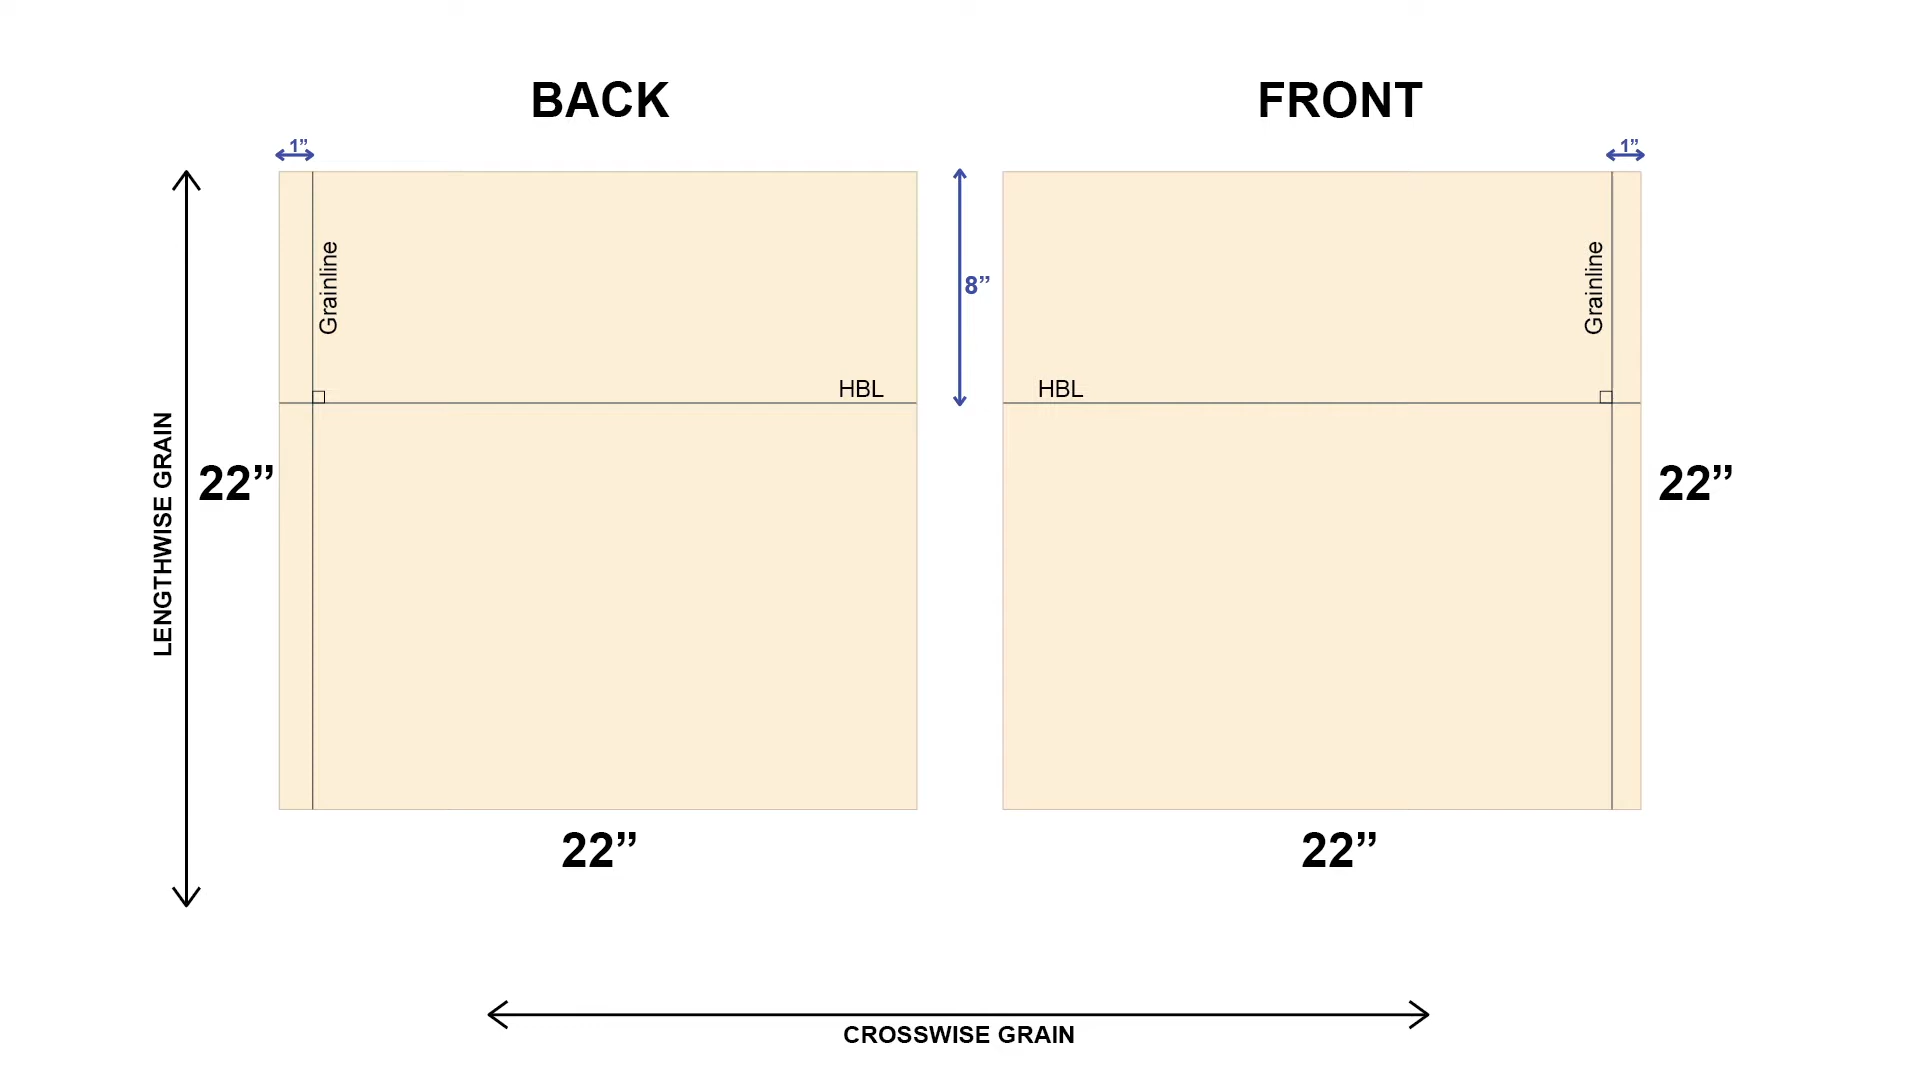 BACK
FRONT
1”
1”
Grainline
8”
Grainline
HBL
HBL
LENGTHWISE GRAIN
22”
22”
22”
22”
CROSSWISE GRAIN